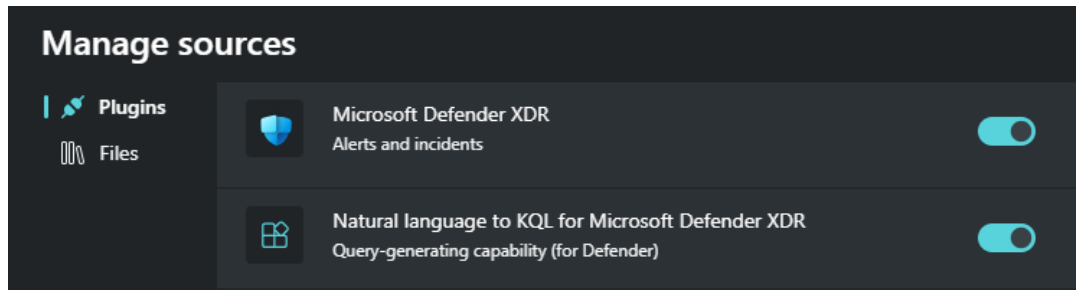 Manage sources
Plugins
Files
Microsoft Defender XDR
Alerts and incidents
Natural language to KQL for Microsoft Defender XDR
Query-generating capability (for Defender)